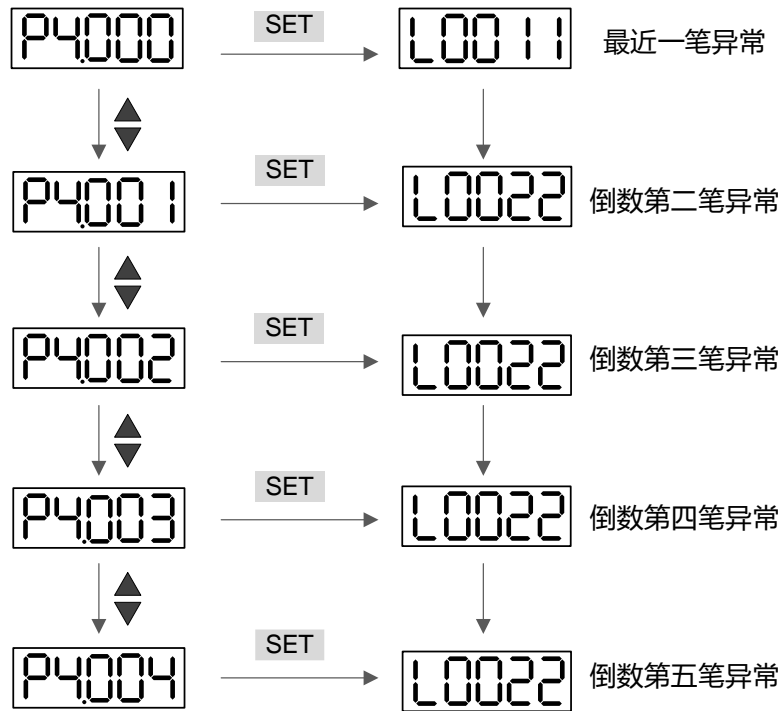 P4.000 SET L0011 最近一笔异常
P4.001 SET L0022 倒数第二笔异常
P4.002 SET L0022 倒数第三笔异常
P4.003 SET L0022 倒数第四笔异常
P4.004 SET L0022 倒数第五笔异常